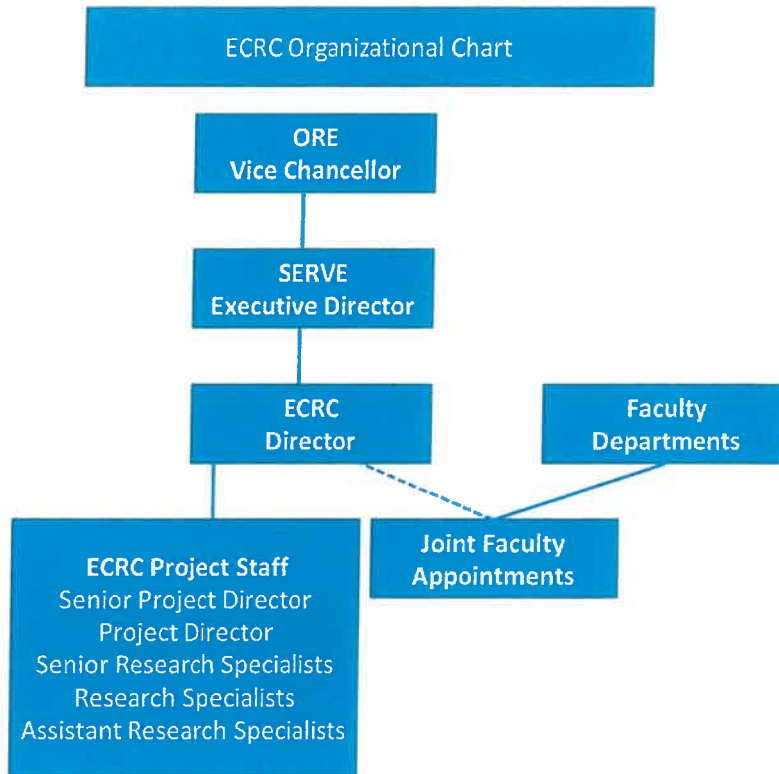 ECRC Organizational Chart
ORE
Vice Chancellor
SERVE
Executive Director
ECRC
Director
Faculty
Departments
ECRC Project Staff
Senior Project Director
Project Director
Senior Research Specialists
Research Specialists
Assistant Research Specialists
Joint Faculty
Appointments